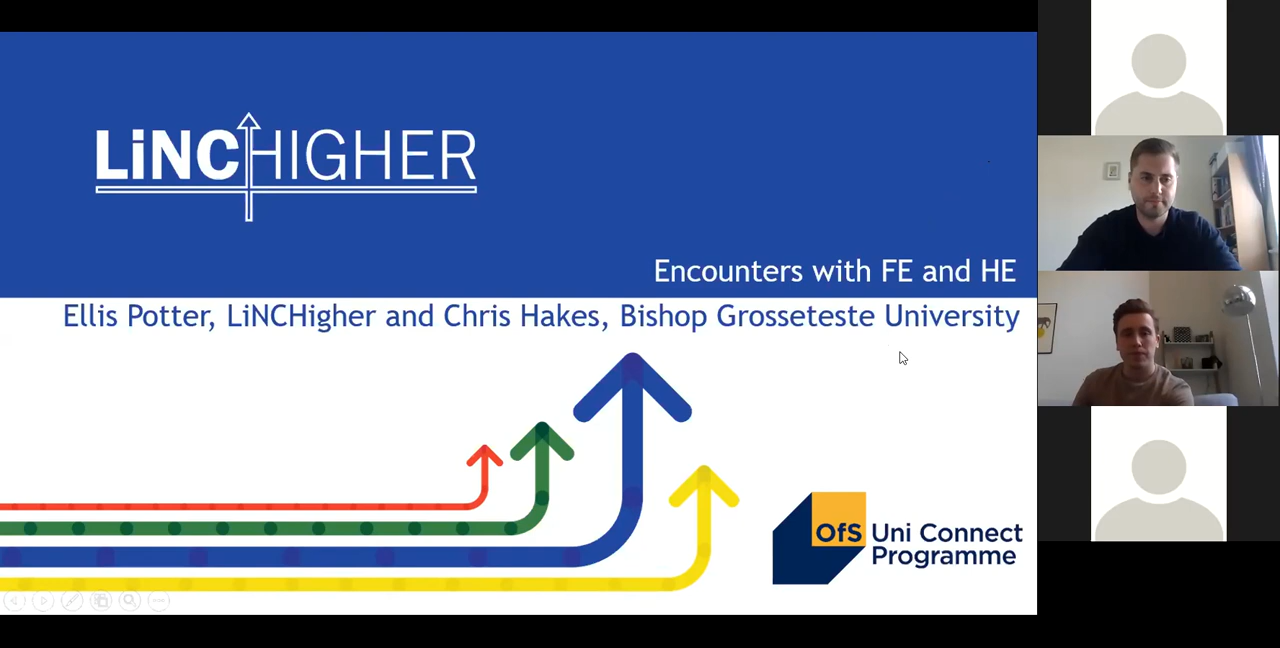 LiNCHIGHER
Encounters with FE and HE
Ellis Potter, LiNCHigher and Chris Hakes, Bishop Grosseteste University
OfS Uni Connect
Programme